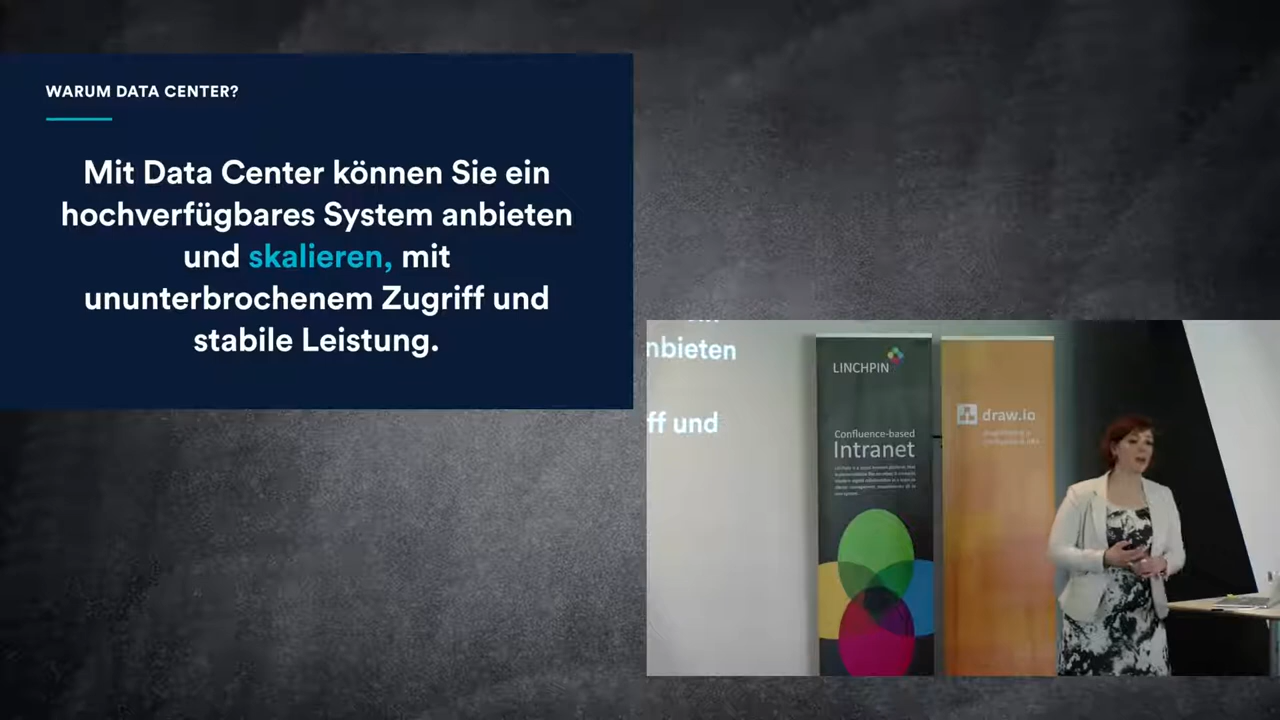 WARUM DATA CENTER?
Mit Data Center können Sie ein
hochverfügbares System anbieten
und skalieren, mit
ununterbrochenem Zugriff und
stabile Leistung.
nbieten
ff und
LINCHPIN
Confluence-based
Intranet
draw.io